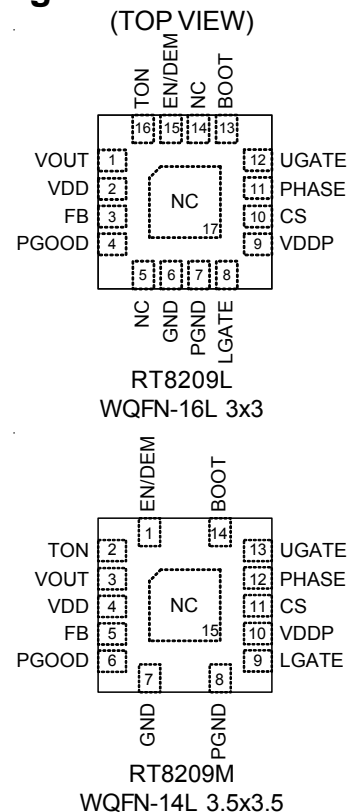 g
(TOP VIEW)
TON
EN/DEM
NC
BOOT
16 15 14 13
VOUT 1 12 UGATE
VDD 2 11 PHASE
NC
FB 3 10 CS
17
PGOOD 4 9 VDDP
5 6 7 8
NC
GND
PGND
LGATE
RT8209L
WQFN-16L 3x3
EN/DEM
BOOT
1 14
TON 2 13 UGATE
VOUT 3 12 PHASE
VDD 4 11 CS
NC
FB 5 15 10 VDDP
PGOOD 6 9 LGATE
7 8
GND
PGND
RT8209M
WQFN-14L 3.5x3.5